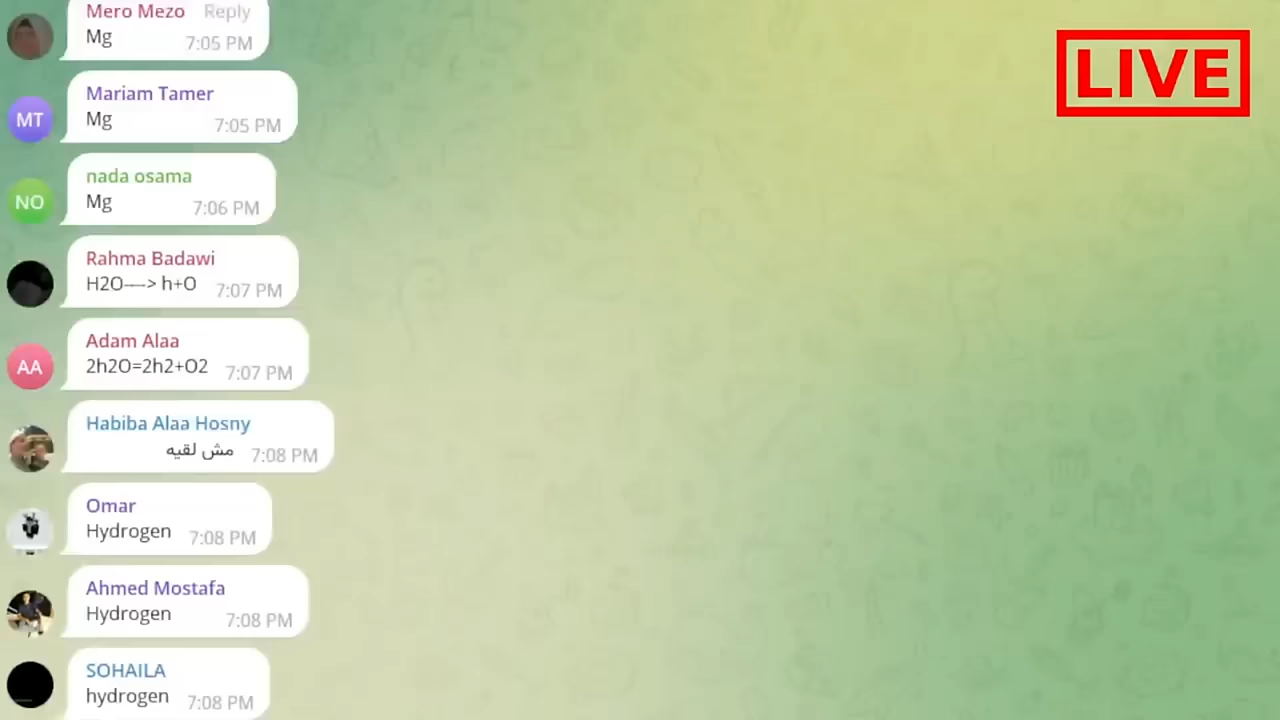 Mero Mezo Reply
Mg 7:05 PM
LIVE
Mariam Tamer
MT
Mg 7:05 PM
nada osama
NO
Mg 7:06 PM
Rahma Badawi
H2O—-> h+O 7:07 PM
Adam Alaa
AA
2h2O=2h2+O2 7:07 PM
Habiba Alaa Hosny
مش لقيه 7:08 PM
Omar
Hydrogen 7:08 PM
Ahmed Mostafa
Hydrogen 7:08 PM
SOHAILA
hydrogen 7:08 PM